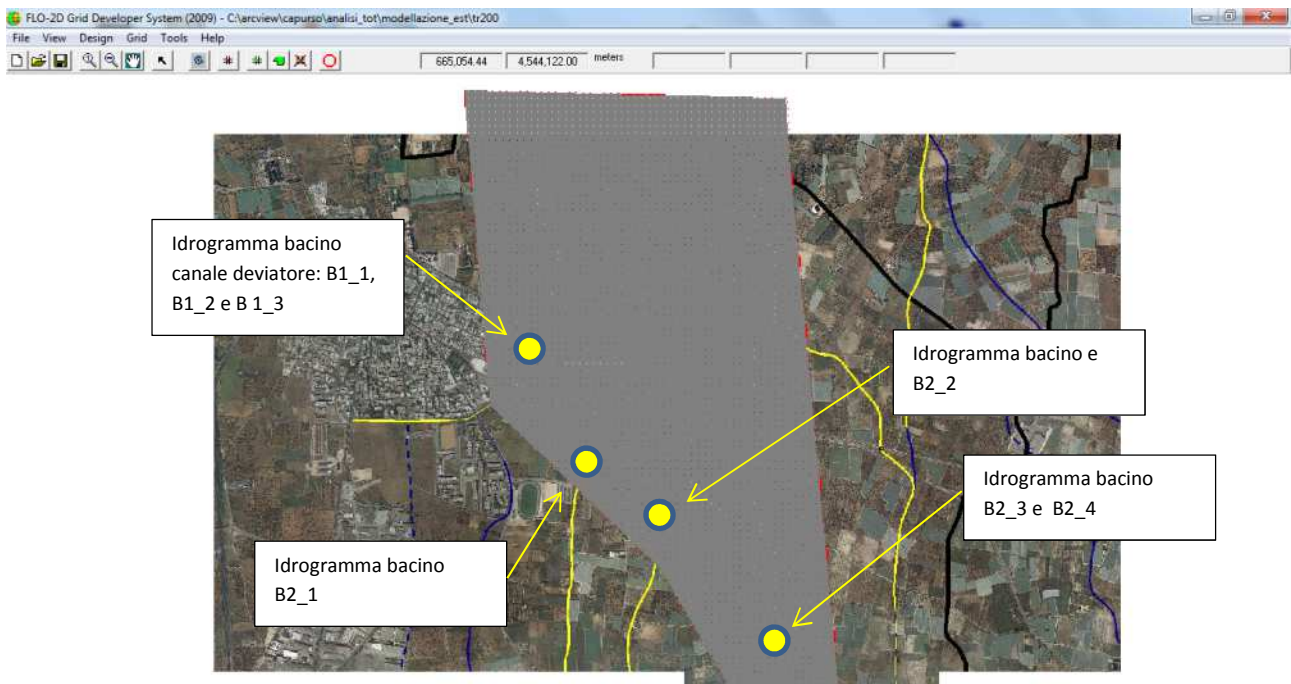 FLO-2D Grid Developer System (2009) - C:\arcview\capurso\analisi_tot\modellazione_est\tr200
File View Design Grid Tools Help
665,054.44 4,544,122.00 meters
Idrogramma bacino
canale deviatore: B1_1,
B1_2 e B 1_3
Idrogramma bacino e
B2_2
Idrogramma bacino
B2_3 e B2_4
Idrogramma bacino
B2_1